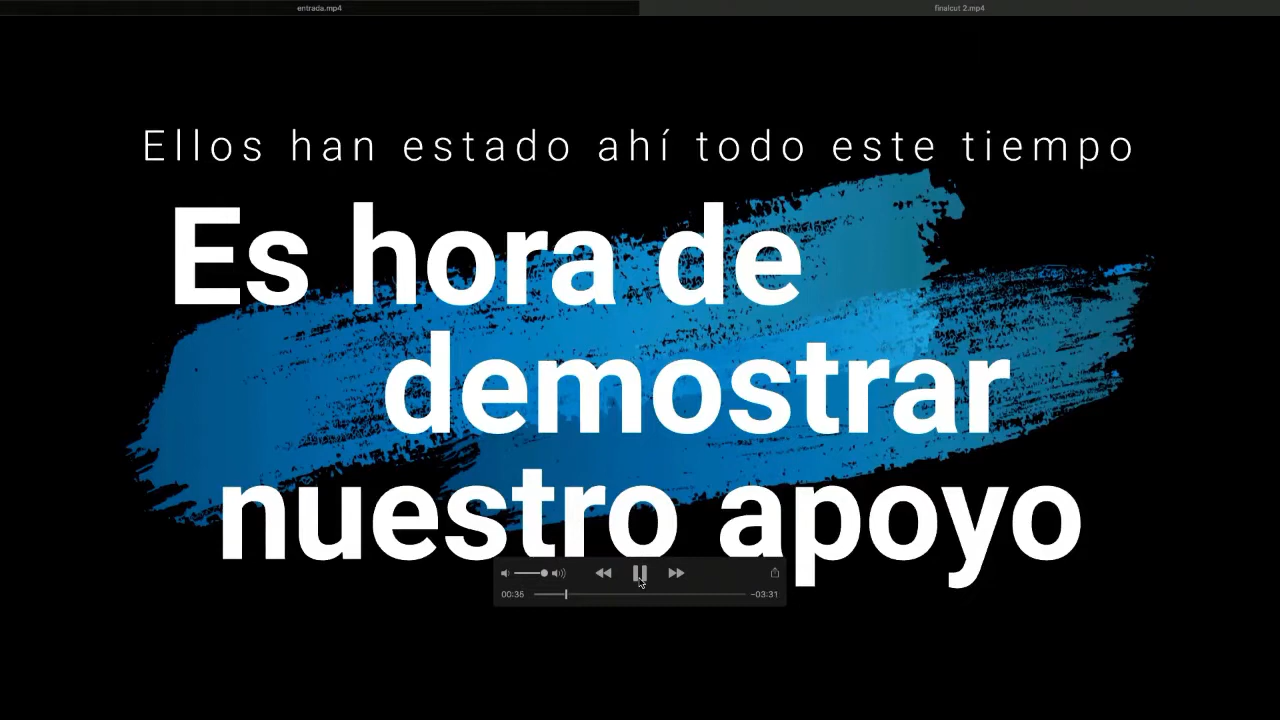 entrada.mp4
finalcut 2.mp4
Ellos han estado ahí todo este tiempo
Es hora de
demostrar
nuestro apoyo
00:35
-03:31